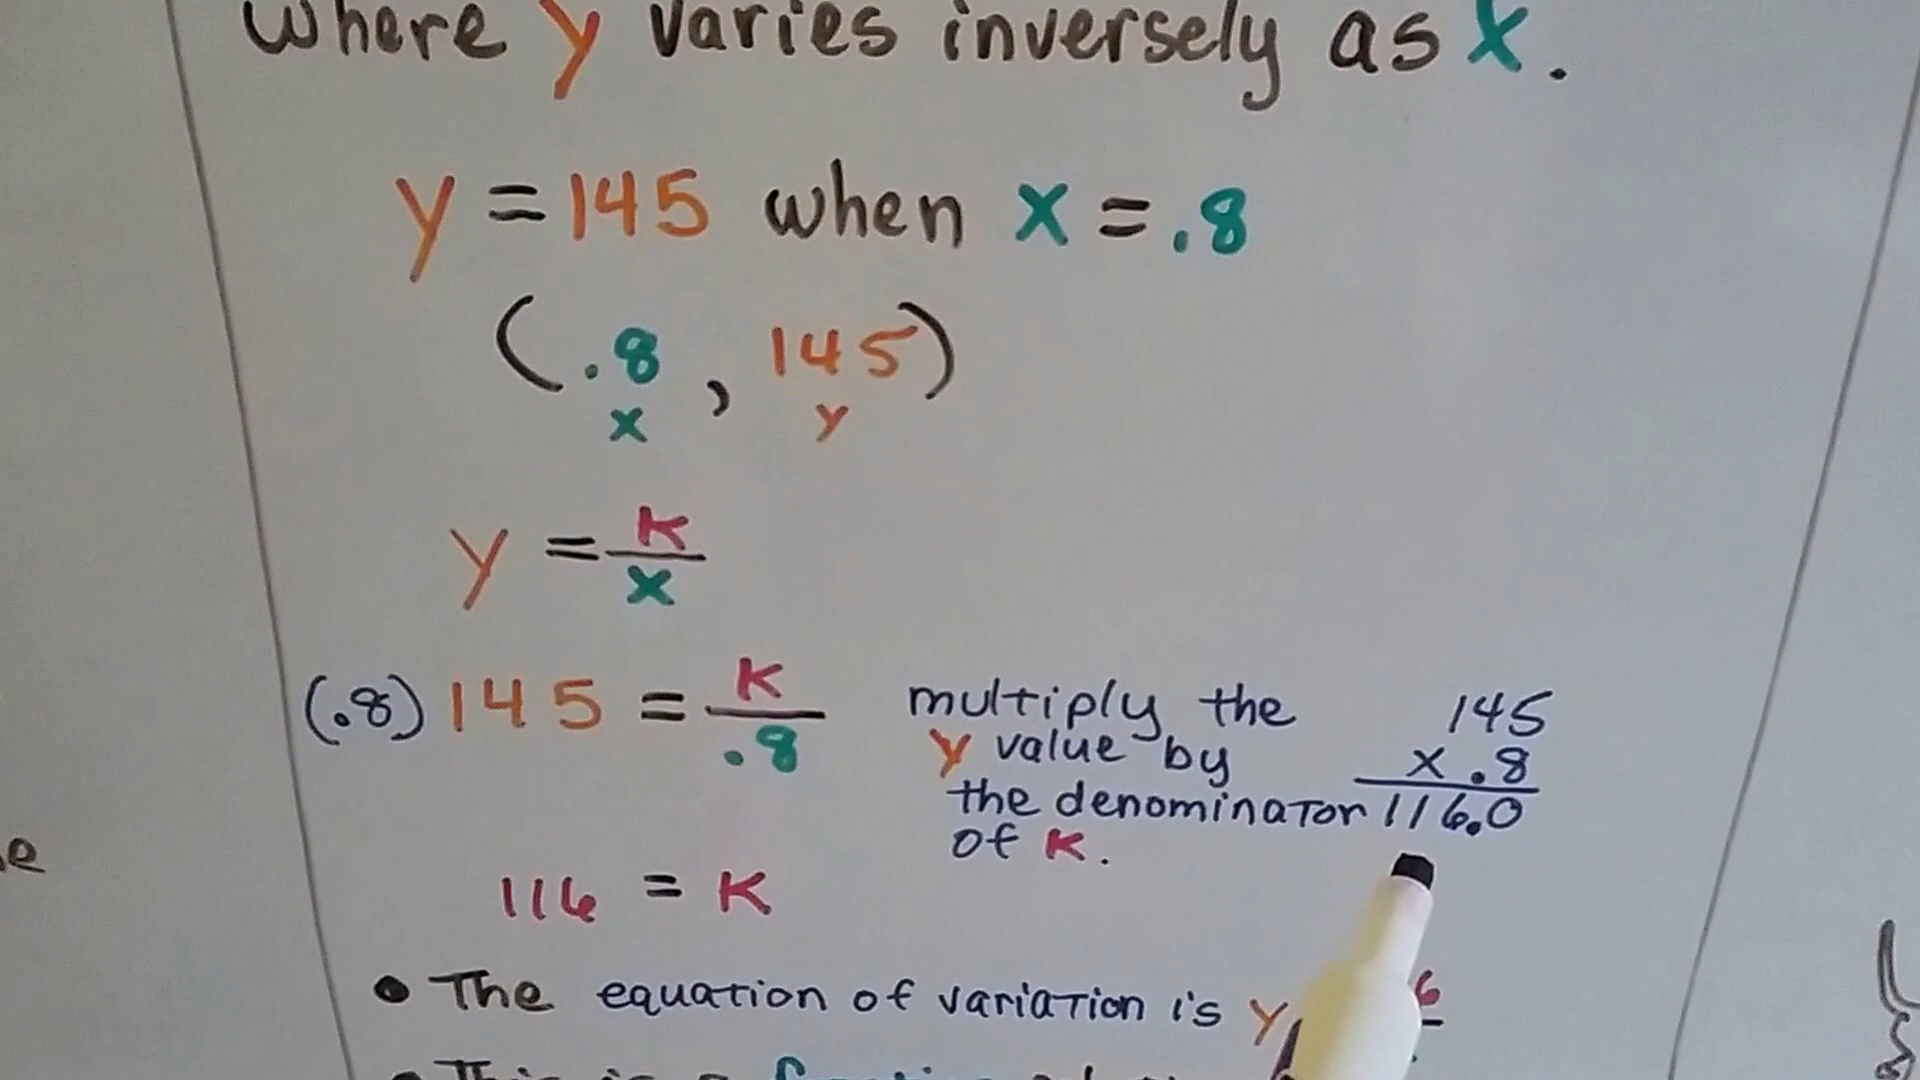 where y varies inversely as x.
y = 145 when x = .8
(.8, 145)
x y
y = K/x
(.8) 145 = K/.8
multiply the
y value by
the denominator
of K.
145
x .8
116.0
116 = K
• The equation of variation is y